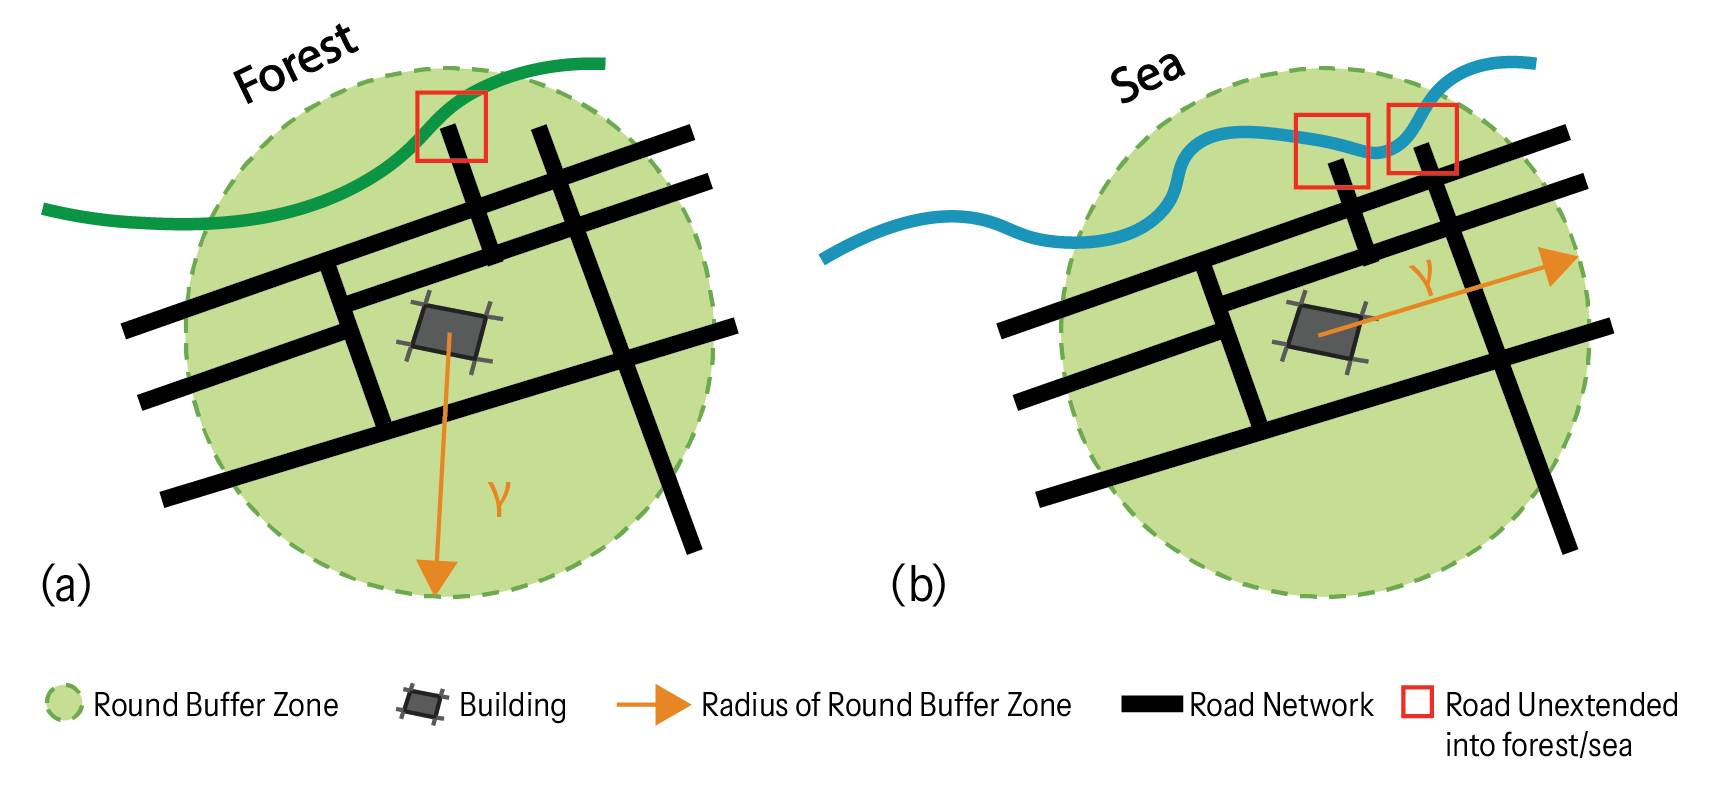 Forest
Sea
γ
γ
(a)
(b)
Round Buffer Zone
Building
Radius of Round Buffer Zone
Road Network
Road Unextended
into forest/sea